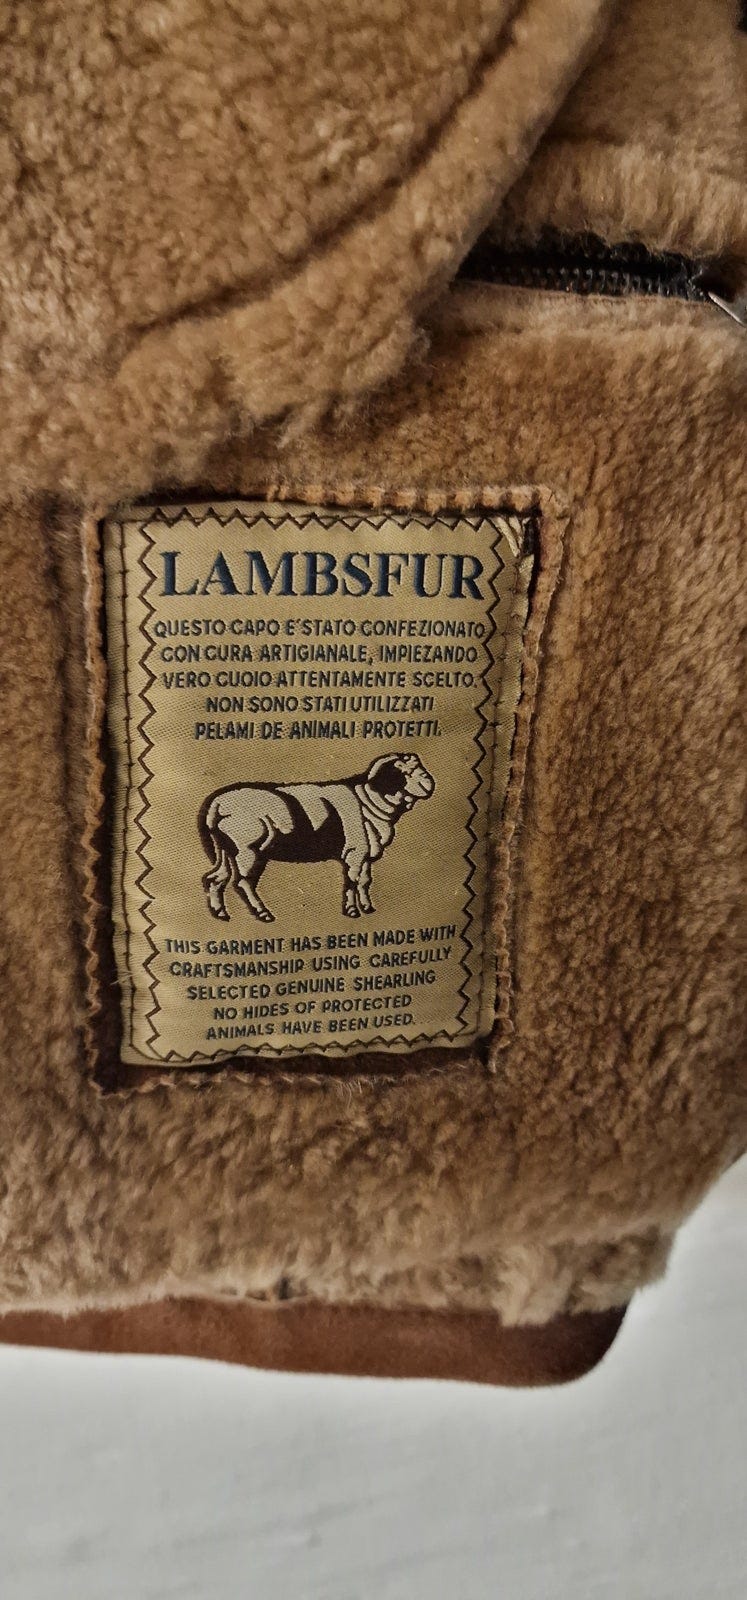 LAMBSFUR
QUESTO CAPO E'STATO CONFEZIONATO
CON CURA ARTIGIANALE, IMPIEZANDO
VERO CUOIO ATTENTAMENTE SCELTO.
NON SONO STATI UTILIZZATI
PELAMI DE ANIMALI PROTETTI.
THIS GARMENT HAS BEEN MADE WITH
CRAFTSMANSHIP USING CAREFULLY
SELECTED GENUINE SHEARLING
NO HIDES OF PROTECTED
ANIMALS HAVE BEEN USED.